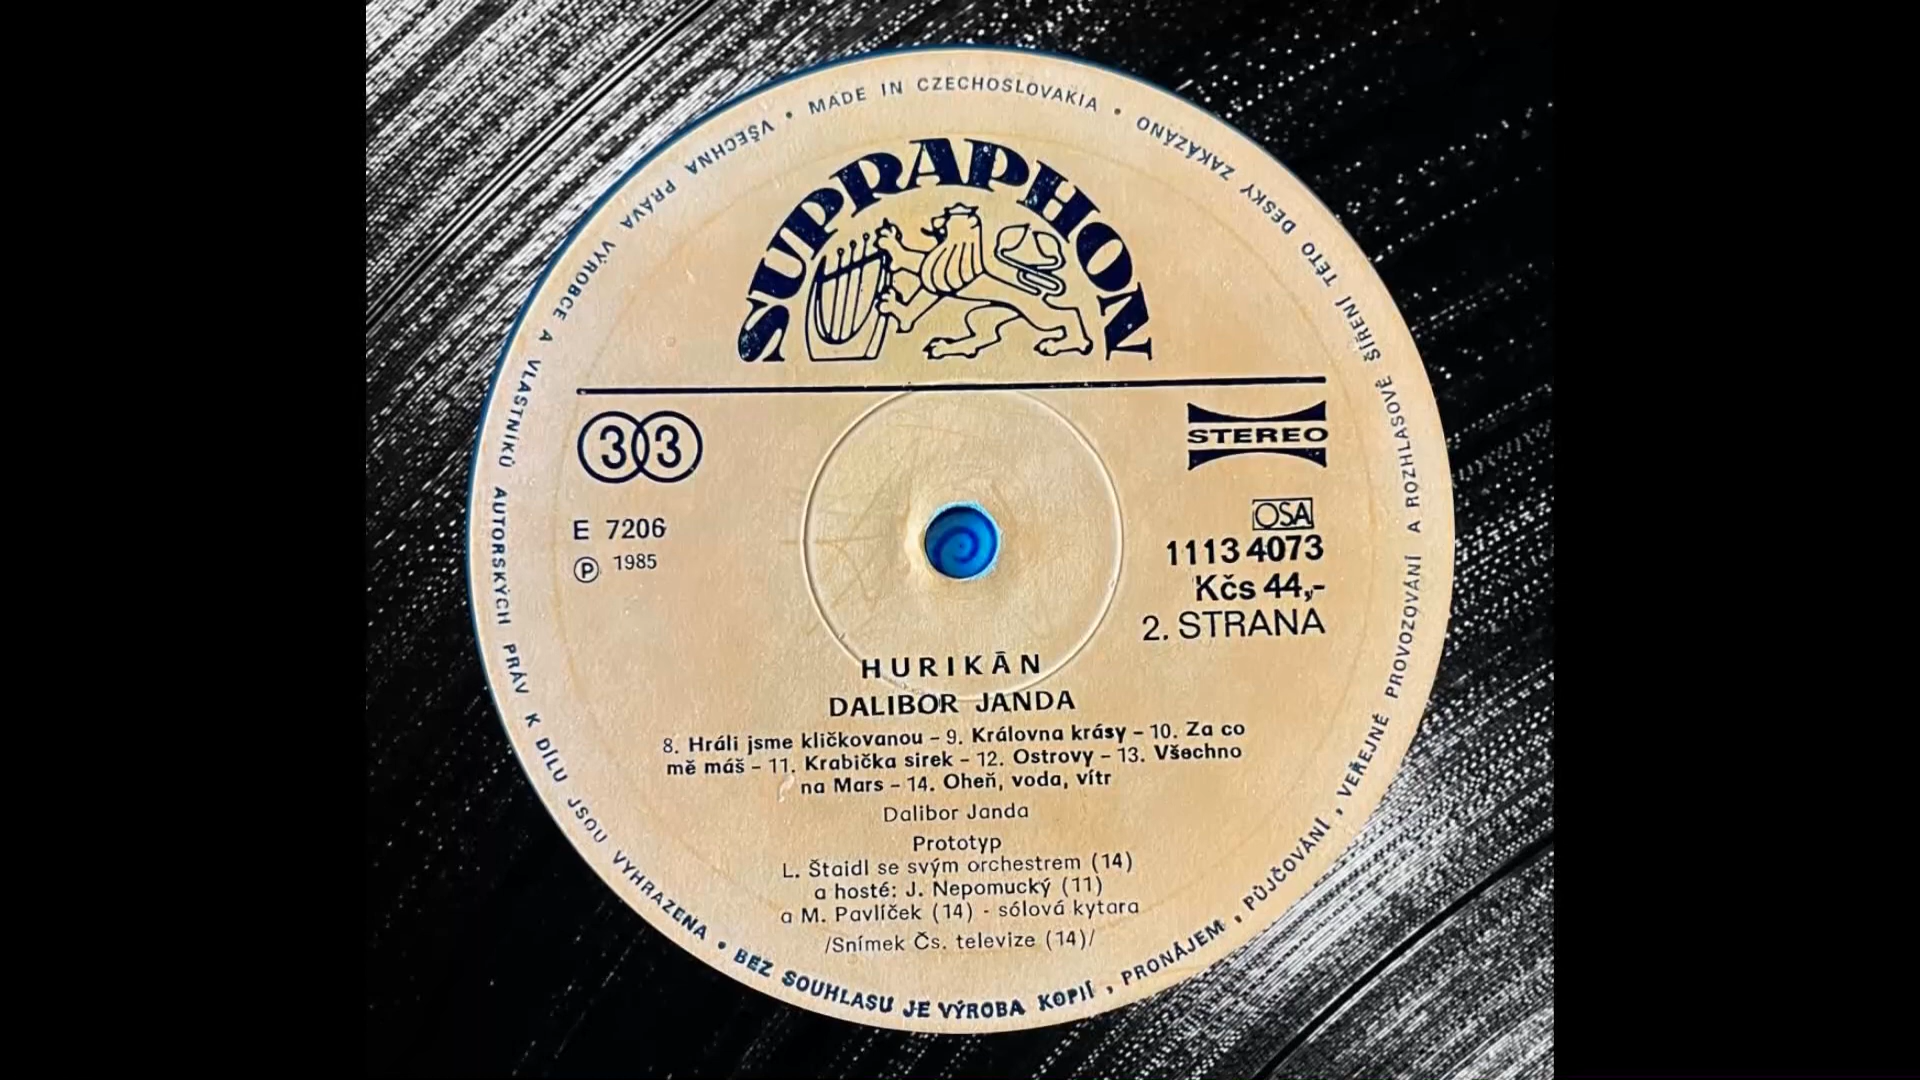 MADE IN CZECHOSLOVAKIA •
SUPRAPHON
33
STEREO
E 7206
Ⓟ 1985
OSA
1113 4073
Kčs 44,-
2. STRANA
HURIKÁN
DALIBOR JANDA
8. Hráli jsme kličkovanou – 9. Královna krásy – 10. Za co
mě máš – 11. Krabička sirek – 12. Ostrovy – 13. Všechno
na Mars – 14. Oheň, voda, vítr
Dalibor Janda
Prototyp
L. Štaidl se svým orchestrem (14)
a hosté: J. Nepomucký (11)
a M. Pavlíček (14) - sólová kytara
/Snímek Čs. televize (14)/
VŠECHNA PRÁVA VÝROBCE A VLASTNÍKŮ AUTORSKÝCH PRÁV K DÍLU JSOU VYHRAZENA • BEZ SOUHLASU JE VÝROBA KOPIÍ, PRONÁJEM, PŮJČOVÁNÍ, VEŘEJNÉ PROVOZOVÁNÍ A ROZHLASOVÉ ŠÍŘENÍ TÉTO DESKY ZAKÁZÁNO •